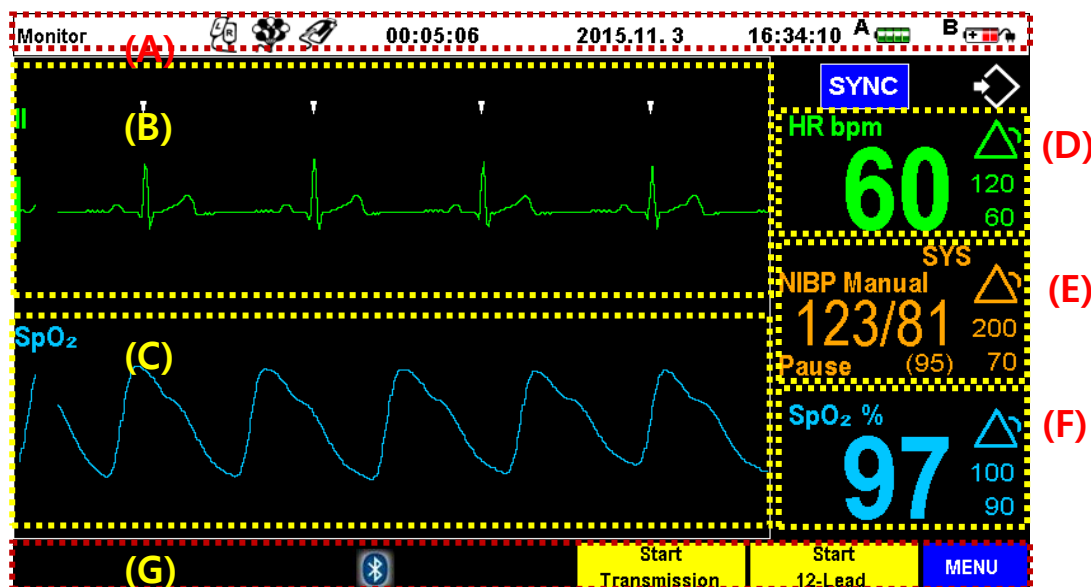 Monitor 00:05:06 2015.11. 3 16:34:10 A B
(A)
L R
SYNC
II
(B)
HR bpm
60
120
60
(D)
SYS
NIBP Manual
123/81
200
Pause (95) 70
(E)
SpO₂
(C)
SpO₂ %
97
100
90
(F)
(G)
Start
Transmission
Start
12-Lead
MENU